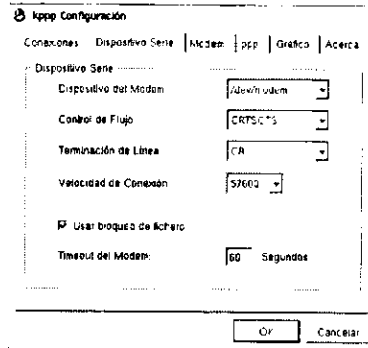 kppp Configuración
Conexiones Dispositivo Serie Modem ppp Gráfico Acerca
Dispositivo Serie
Dispositivo del Modem /dev/modem
Control de Flujo CRTSCTS
Terminación de Línea CR
Velocidad de Conexión 57600
Usar bloqueo de fichero
Timeout del Modem: 60 Segundos
OK Cancelar